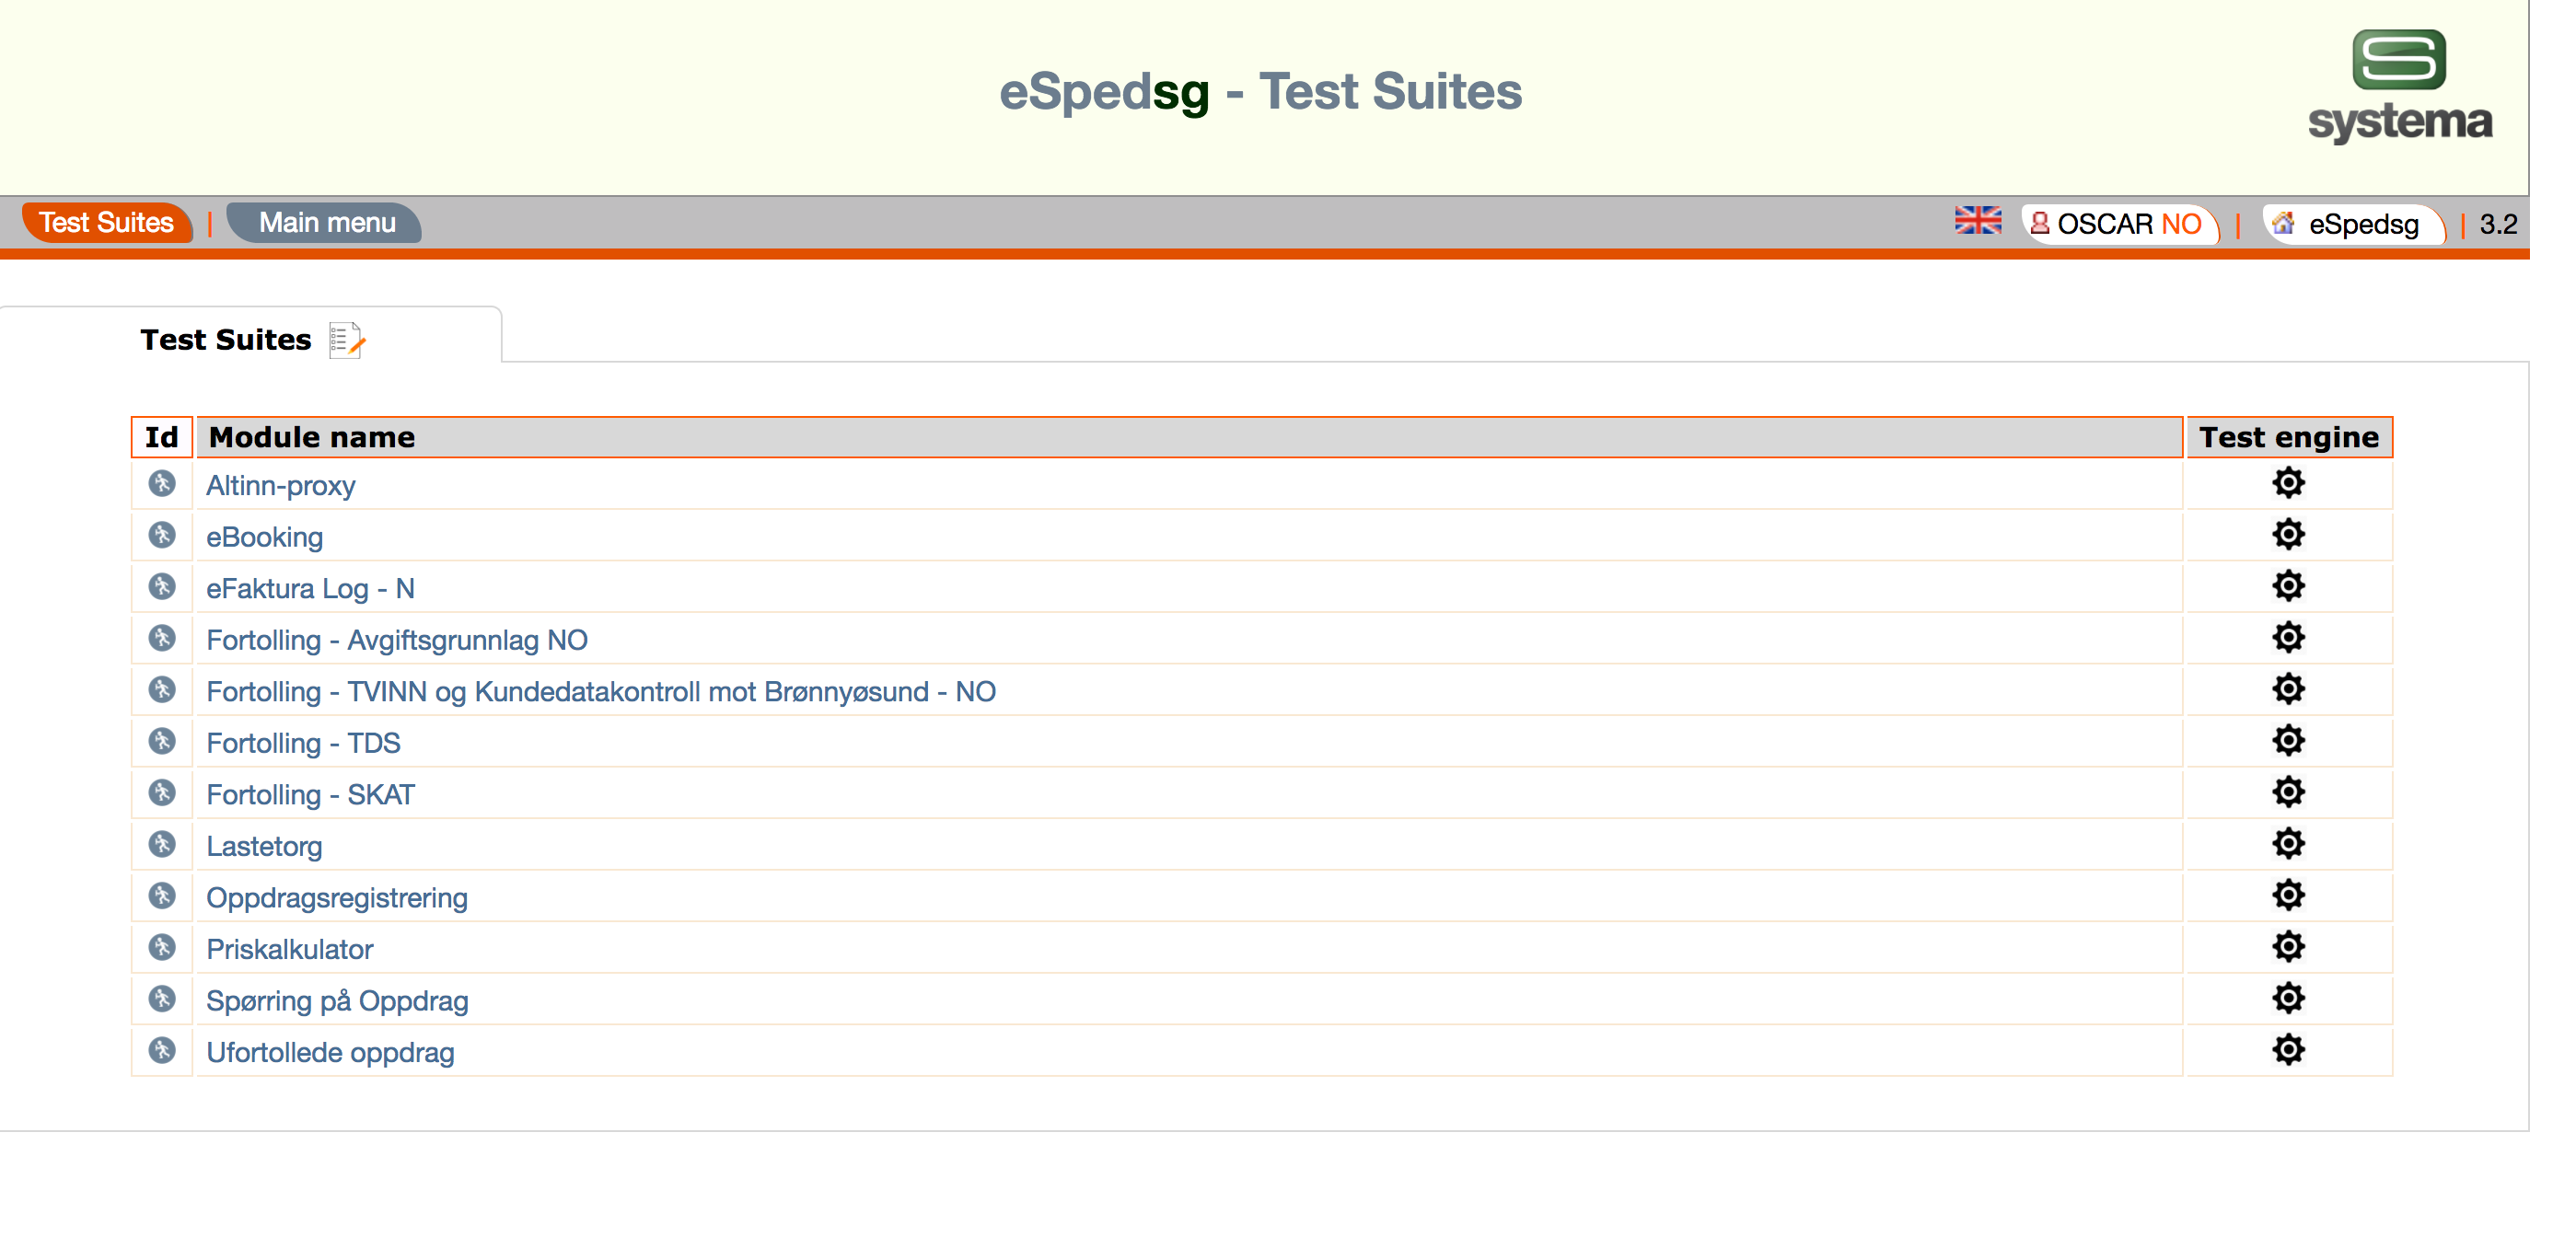 eSpedsg - Test Suites
systema
Test Suites | Main menu
OSCAR NO | eSpedsg | 3.2
Test Suites
Id Module name Test engine
Altinn-proxy
eBooking
eFaktura Log - N
Fortolling - Avgiftsgrunnlag NO
Fortolling - TVINN og Kundedatakontroll mot Brønnyøsund - NO
Fortolling - TDS
Fortolling - SKAT
Lastetorg
Oppdragsregistrering
Priskalkulator
Spørring på Oppdrag
Ufortollede oppdrag